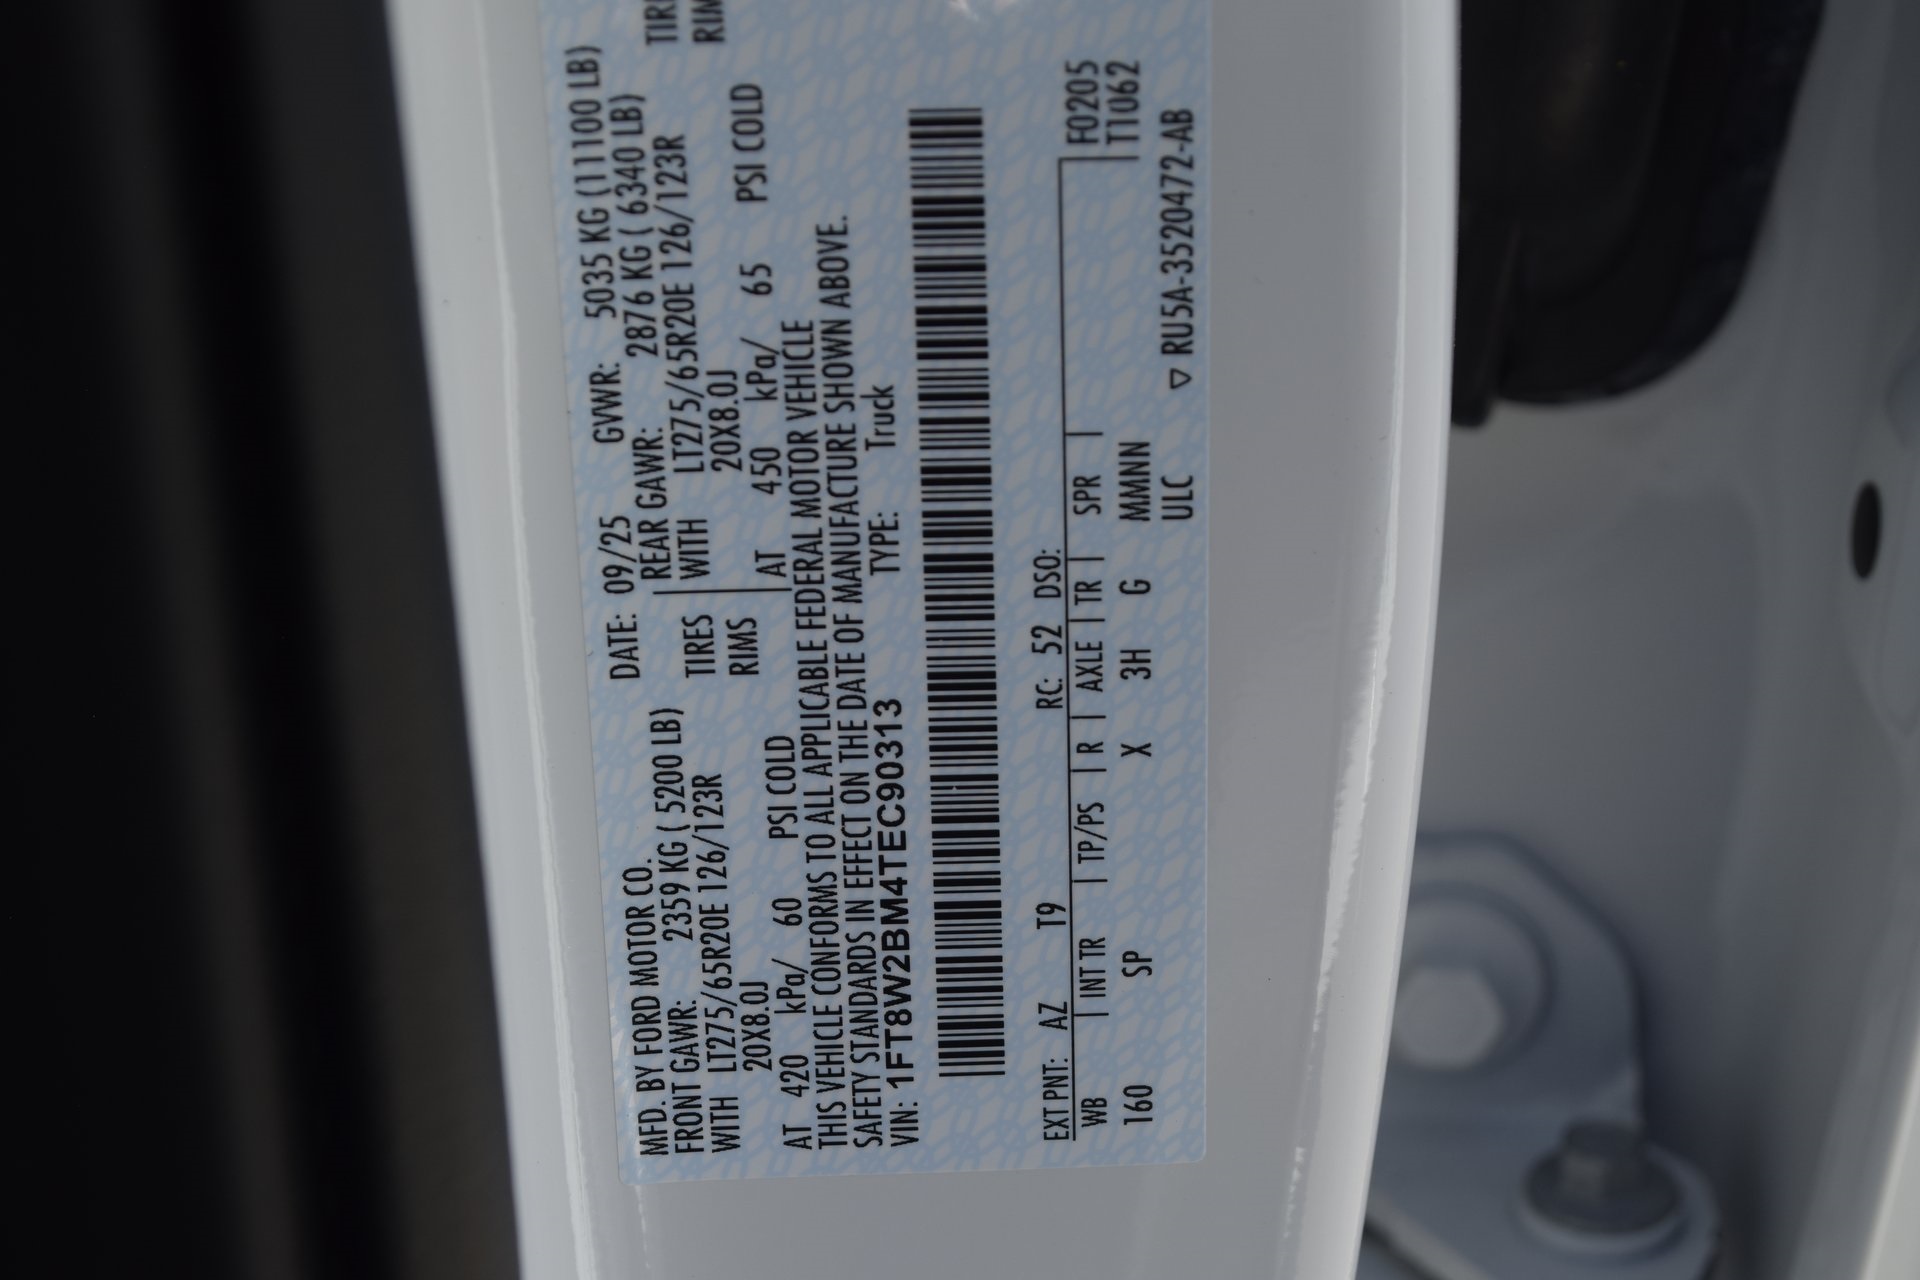 MFD. BY FORD MOTOR CO. DATE: 09/25 GVWR: 5035 KG (11100 LB)
FRONT GAWR: 2359 KG ( 5200 LB) REAR GAWR: 2876 KG ( 6340 LB)
WITH LT275/65R20E 126/123R TIRES WITH LT275/65R20E 126/123R TIRE
20X8.0J RIMS 20X8.0J RIM
AT 420 kPa/ 60 PSI COLD AT 450 kPa/ 65 PSI COLD
THIS VEHICLE CONFORMS TO ALL APPLICABLE FEDERAL MOTOR VEHICLE
SAFETY STANDARDS IN EFFECT ON THE DATE OF MANUFACTURE SHOWN ABOVE.
VIN: 1FT8W2BM4TEC90313 TYPE: Truck
EXT PNT: AZ T9 RC: 52 DSO: F0205
WB | INT TR | TP/PS | R | AXLE | TR | SPR | T1062
160 SP X 3H G MMNN
ULC ▽ RU5A-3520472-AB